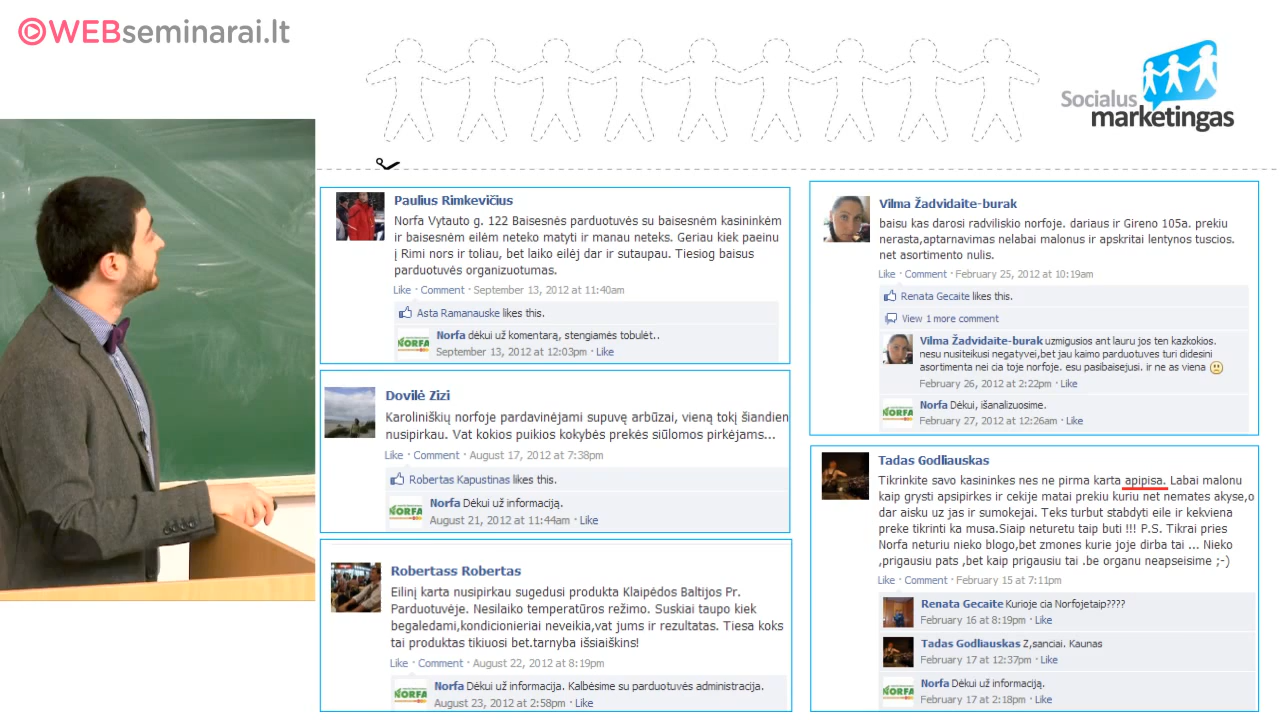 WEBseminarai.lt
Socialus
marketingas
Paulius Rimkevičius
Norfa Vytauto g. 122 Baisesnės parduotuvės su baisesnėm kasininkėm
ir baisesnėm eilėm neteko matyti ir manau neteks. Geriau kiek paeinu
į Rimi nors ir toliau, bet laiko eilėj dar ir sutaupau. Tiesiog baisus
parduotuvės organizuotumas.
Like · Comment · September 13, 2012 at 11:40am
Asta Ramanauske likes this.
NORFA
Norfa dėkui už komentarą, stengiamės tobulėt..
September 13, 2012 at 12:03pm · Like
Dovilė Zizi
Karoliniškių norfoje pardavinėjami supuvę arbūzai, vieną tokį šiandien
nusipirkau. Vat kokios puikios kokybės prekės siūlomos pirkėjams...
Like · Comment · August 17, 2012 at 7:38pm
Robertas Kapustinas likes this.
NORFA
Norfa Dėkui už informaciją.
August 21, 2012 at 11:44am · Like
Robertass Robertas
Eilinį karta nusipirkau sugedusi produkta Klaipėdos Baltijos Pr.
Parduotuvėje. Nesilaiko temperatūros režimo. Suskiai taupo kiek
begaledami,kondicionieriai neveikia,vat jums ir rezultatas. Tiesa koks
tai produktas tikiuosi bet.tarnyba išsiaiškins!
Like · Comment · August 22, 2012 at 8:19pm
NORFA
Norfa Dėkui už informacija. Kalbėsime su parduotuvės administracija.
August 23, 2012 at 2:58pm · Like
Vilma Žadvidaite-burak
baisu kas darosi radviliskio norfoje. dariaus ir Gireno 105a. prekiu
nerasta,aptarnavimas nelabai malonus ir apskritai lentynos tuscios.
net asortimento nulis.
Like · Comment · February 25, 2012 at 10:19am
Renata Gecaite likes this.
View 1 more comment
Vilma Žadvidaite-burak uzmigusios ant lauru jos ten kazkokios.
nesu nusiteikusi negatyvei,bet jau kaimo parduotuves turi didesini
asortimenta nei cia toje norfoje. esu pasibaisejusi. ir ne as viena
February 26, 2012 at 2:22pm · Like
NORFA
Norfa Dėkui, išanalizuosime.
February 27, 2012 at 12:26am · Like
Tadas Godliauskas
Tikrinkite savo kasininkes nes ne pirma karta apipisa. Labai malonu
kaip grysti apsipirkes ir cekije matai prekiu kuriu net nemates akyse,o
dar aisku uz jas ir sumokejai. Teks turbut stabdyti eile ir kekviena
preke tikrinti ka musa.Siaip neturetu taip buti !!! P.S. Tikrai pries
Norfa neturiu nieko blogo,bet zmones kurie joje dirba tai ... Nieko
,prigausiu pats ,bet kaip prigausiu tai .be organu neapseisime ;-)
Like · Comment · February 15 at 7:11pm
Renata Gecaite Kurioje cia Norfojetaip????
February 16 at 8:19pm · Like
Tadas Godliauskas Z,sanciai. Kaunas
February 17 at 12:37pm · Like
NORFA
Norfa Dėkui už informaciją.
February 17 at 2:18pm · Like